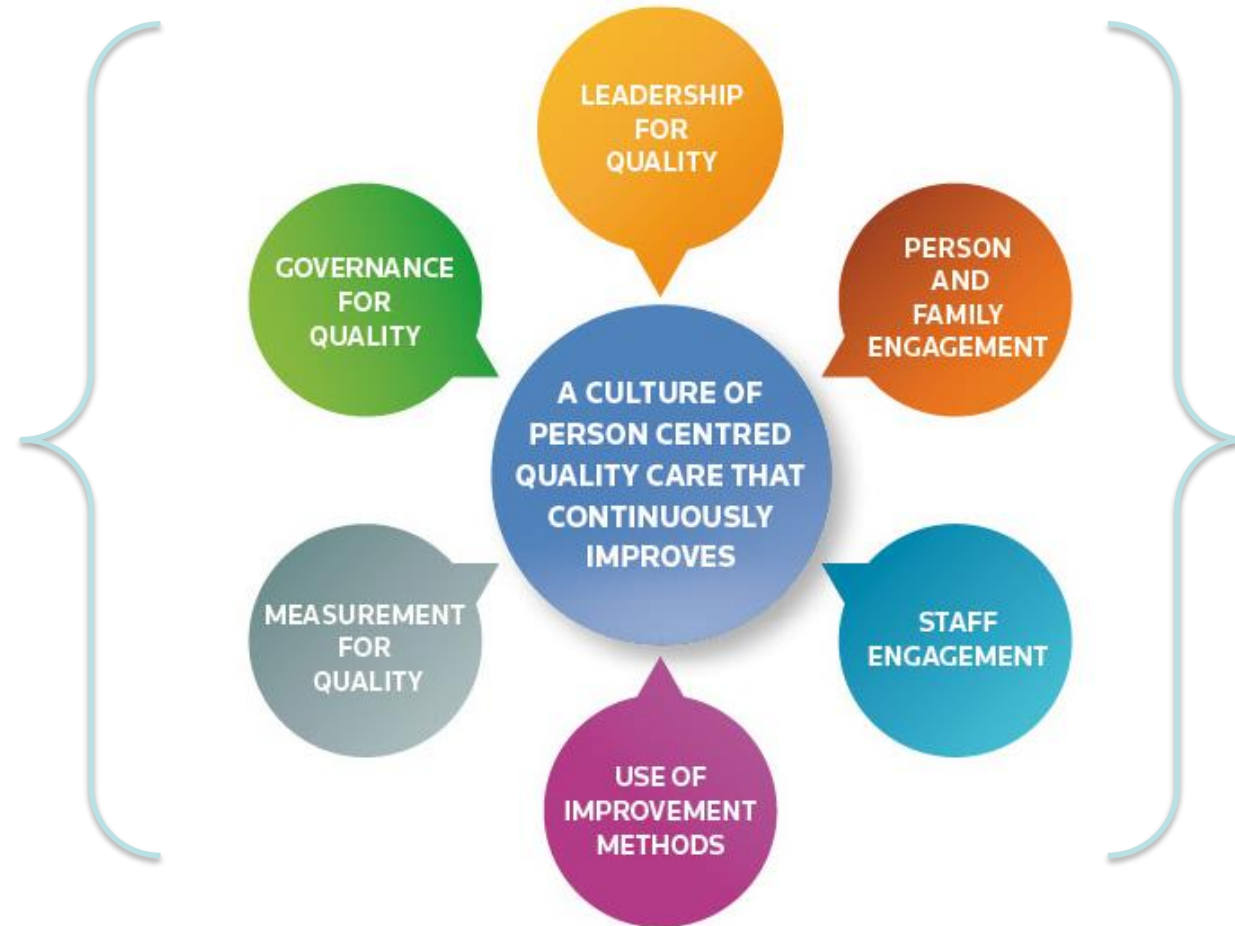 LEADERSHIP
FOR
QUALITY
PERSON
AND
FAMILY
ENGAGEMENT
GOVERNANCE
FOR
QUALITY
A CULTURE OF
PERSON CENTRED
QUALITY CARE THAT
CONTINUOUSLY
IMPROVES
MEASUREMENT
FOR
QUALITY
STAFF
ENGAGEMENT
USE OF
IMPROVEMENT
METHODS